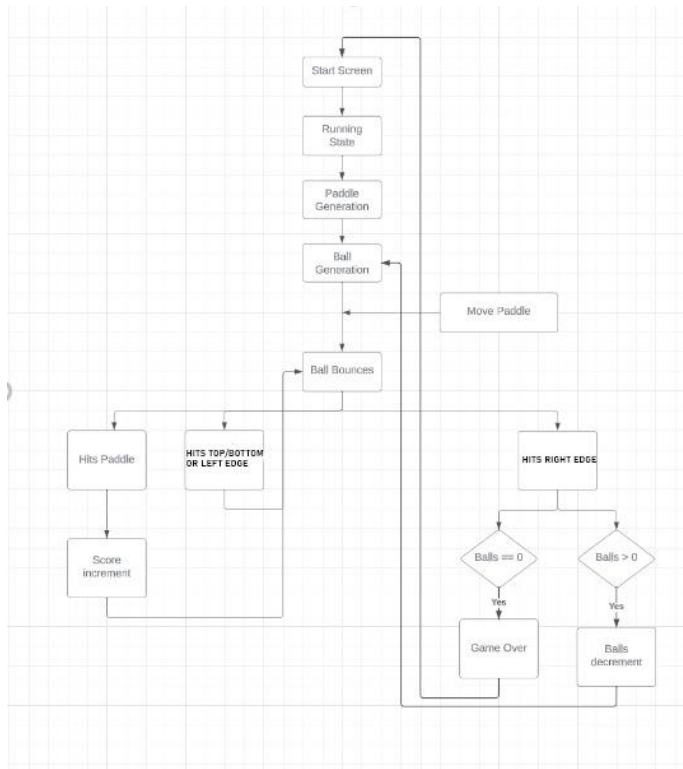 Start Screen
Running
State
Paddle
Generation
Ball
Generation
Move Paddle
Ball Bounces
Hits Paddle
HITS TOP/BOTTOM
OR LEFT EDGE
HITS RIGHT EDGE
Score
increment
Balls == 0
Balls > 0
Yes
Yes
Game Over
Balls
decrement